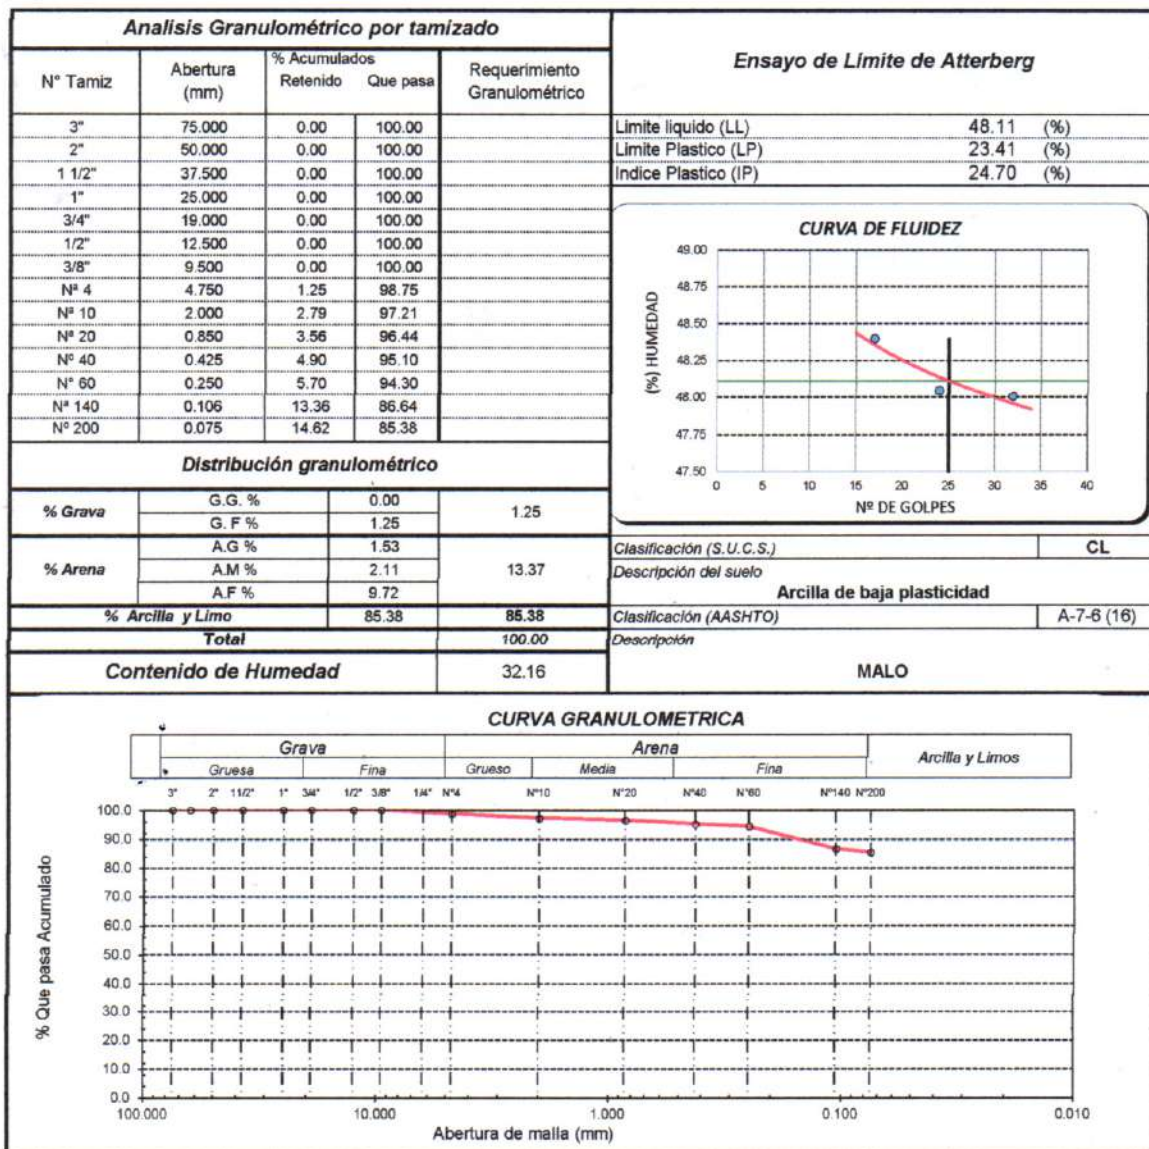 Analisis Granulométrico por tamizado
N° Tamiz Abertura (mm) % Acumulados Retenido Que pasa Requerimiento Granulométrico
3" 75.000 0.00 100.00
2" 50.000 0.00 100.00
1 1/2" 37.500 0.00 100.00
1" 25.000 0.00 100.00
3/4" 19.000 0.00 100.00
1/2" 12.500 0.00 100.00
3/8" 9.500 0.00 100.00
Nª 4 4.750 1.25 98.75
Nª 10 2.000 2.79 97.21
Nª 20 0.850 3.56 96.44
Nº 40 0.425 4.90 95.10
N° 60 0.250 5.70 94.30
Nª 140 0.106 13.36 86.64
Nº 200 0.075 14.62 85.38
Distribución granulométrico
% Grava G.G. % 0.00 1.25
G. F % 1.25
% Arena A.G % 1.53 13.37
A.M % 2.11
A.F % 9.72
% Arcilla y Limo 85.38 85.38
Total 100.00
Contenido de Humedad 32.16
Ensayo de Límite de Atterberg
Limite liquido (LL) 48.11 (%)
Limite Plastico (LP) 23.41 (%)
Indice Plastico (IP) 24.70 (%)
CURVA DE FLUIDEZ
(%) HUMEDAD
49.00
48.75
48.50
48.25
48.00
47.75
47.50
0 5 10 15 20 25 30 35 40
Nº DE GOLPES
Clasificación (S.U.C.S.) CL
Descripción del suelo
Arcilla de baja plasticidad
Clasificación (AASHTO) A-7-6 (16)
Descripción
MALO
CURVA GRANULOMETRICA
Grava Arena Arcilla y Limos
Gruesa Fina Grueso Media Fina
3" 2" 11/2" 1" 3/4" 1/2" 3/8" 1/4" N°4 N°10 N°20 N°40 N°60 N°140 N°200
% Que pasa Acumulado
100.0
90.0
80.0
70.0
60.0
50.0
40.0
30.0
20.0
10.0
0.0
100.000 10.000 1.000 0.100 0.010
Abertura de malla (mm)